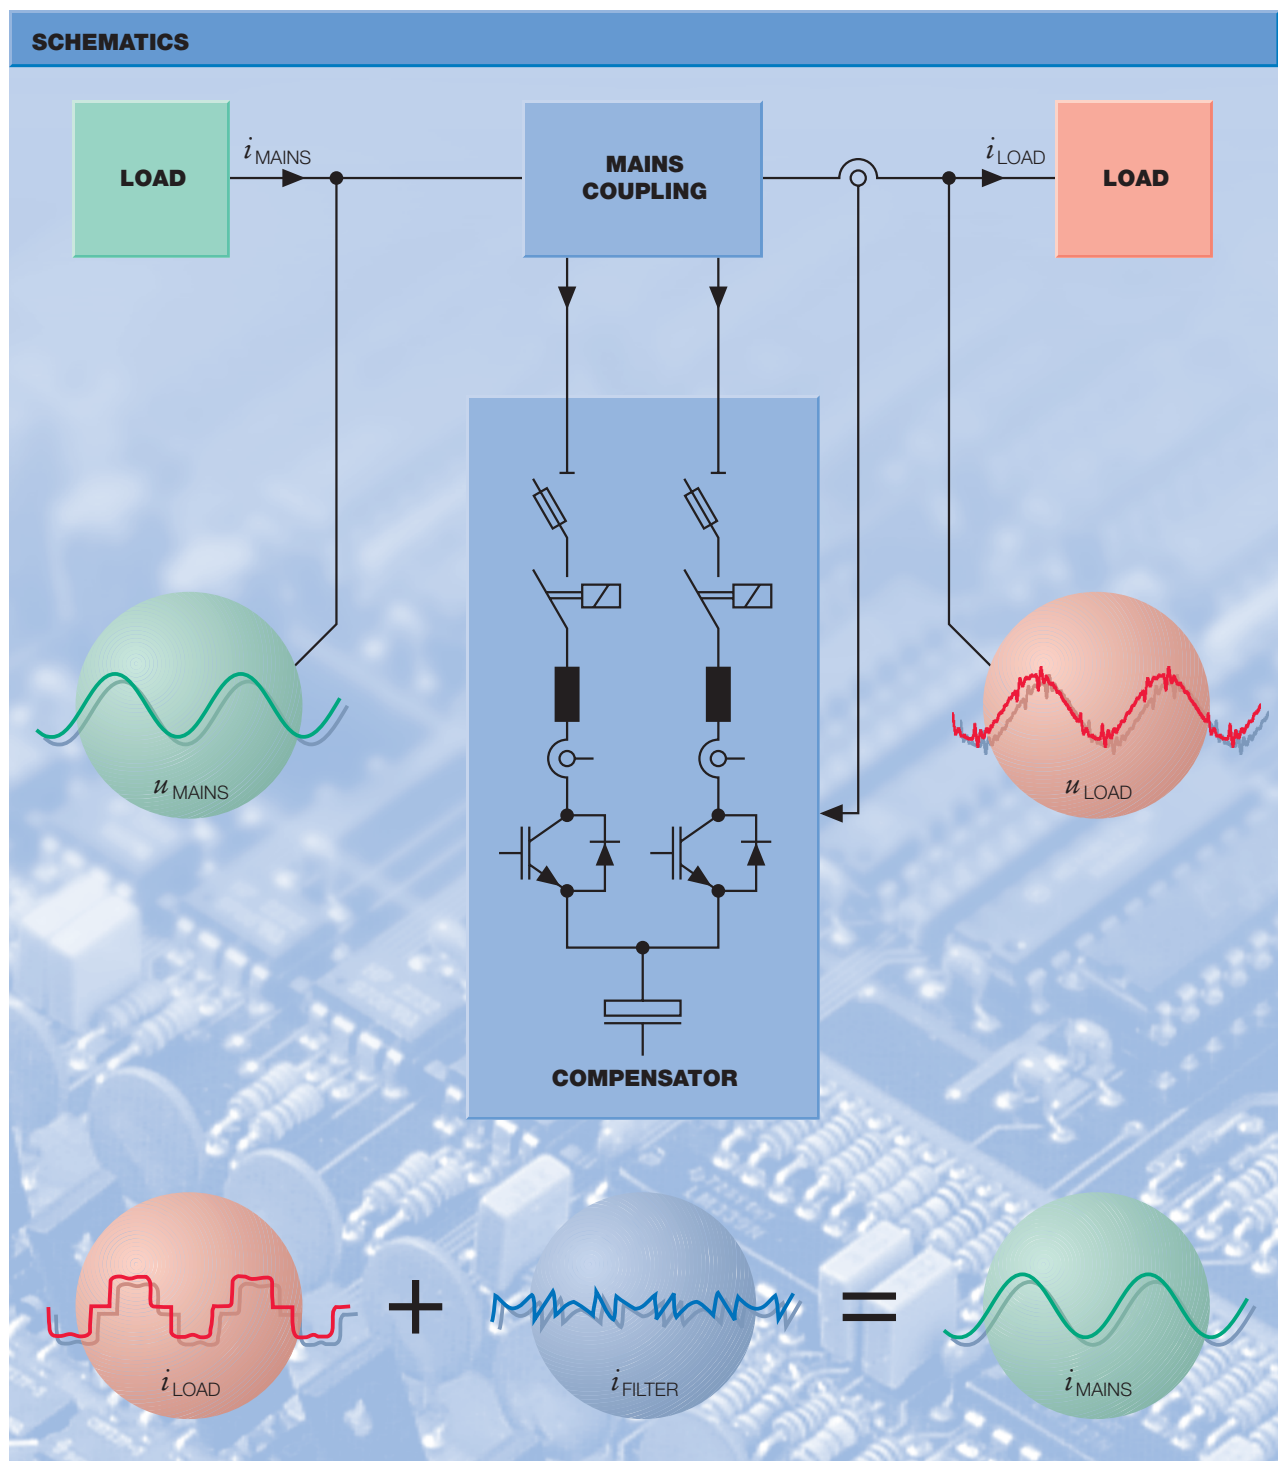 SCHEMATICS
LOAD
i MAINS
MAINS
COUPLING
i LOAD
LOAD
u MAINS
u LOAD
COMPENSATOR
+
=
i LOAD
i FILTER
i MAINS